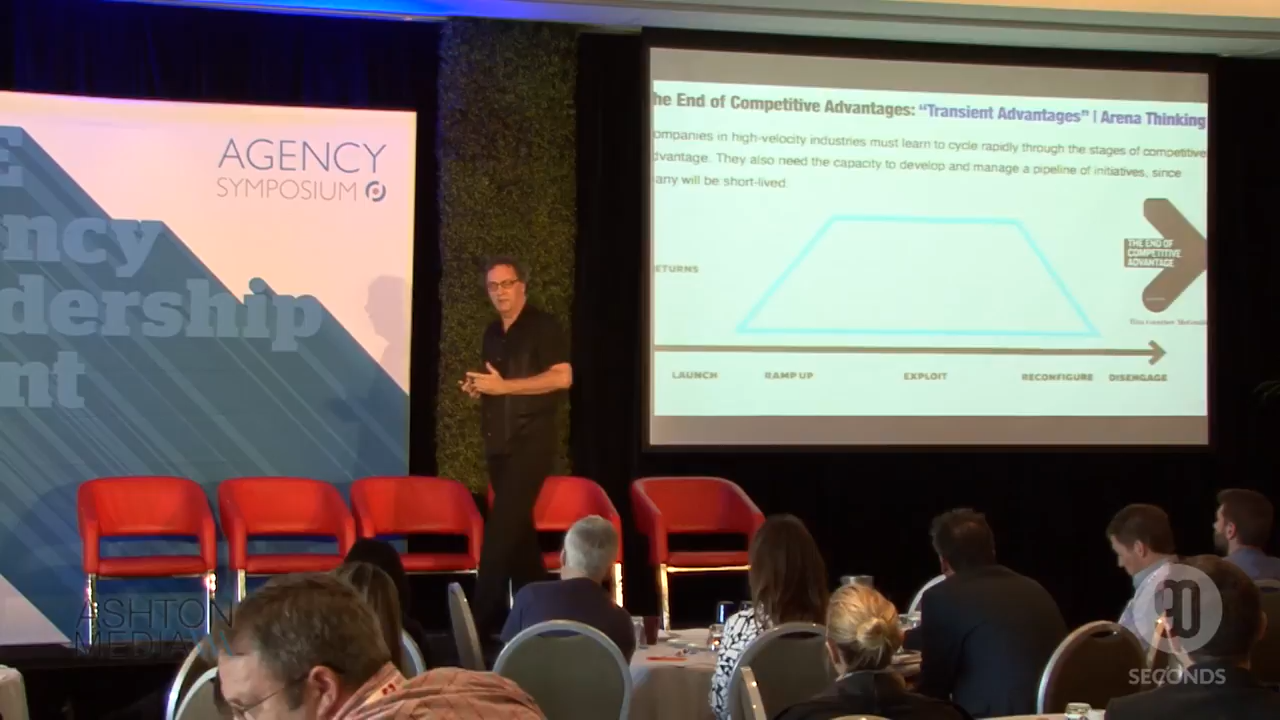 AGENCY
SYMPOSIUM
E
ncy
dership
nt
he End of Competitive Advantages: “Transient Advantages” | Arena Thinking
ompanies in high-velocity industries must learn to cycle rapidly through the stages of competitive
dvantage. They also need the capacity to develop and manage a pipeline of initiatives, since
any will be short-lived.
ETURNS
THE END OF
COMPETITIVE
ADVANTAGE
LAUNCH RAMP UP EXPLOIT RECONFIGURE DISENGAGE
ASHTON
MEDIA
90
SECONDS